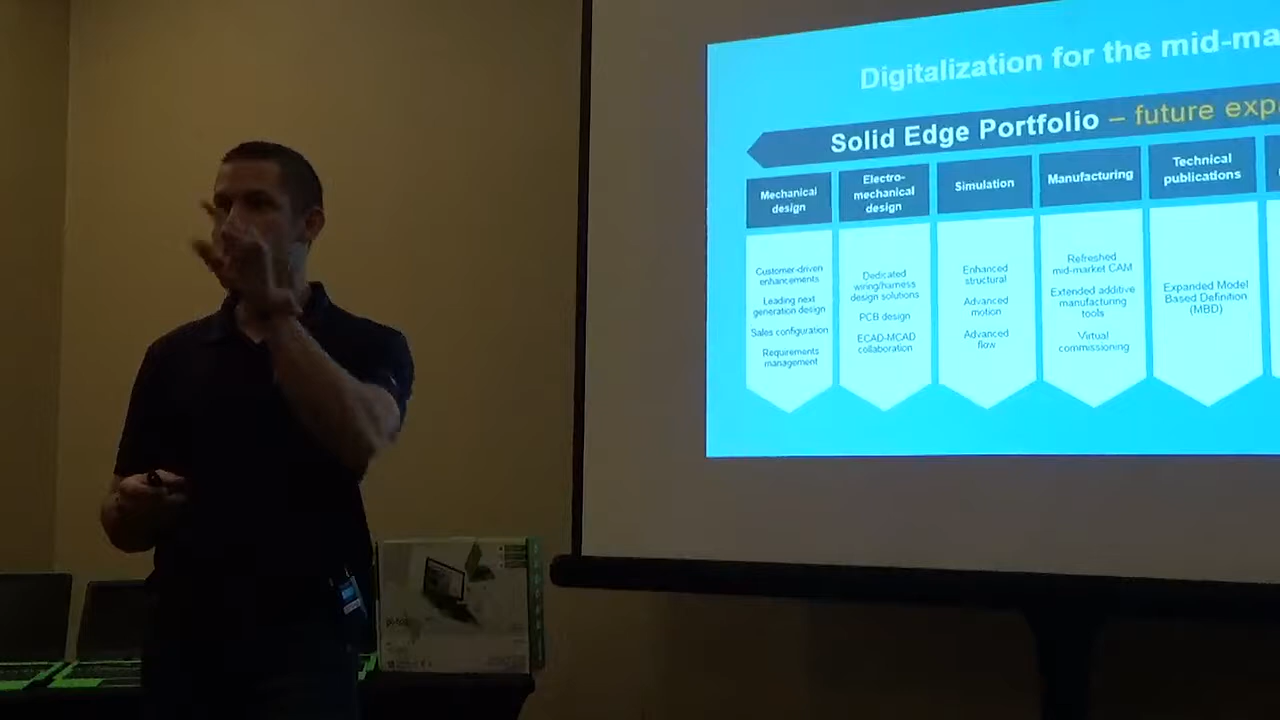 Digitalization for the mid-ma
Solid Edge Portfolio – future exp
Mechanical
design
Electro-
mechanical
design
Simulation
Manufacturing
Technical
publications
Customer-driven
enhancements
Leading next
generation design
Sales configuration
Requirements
management
Dedicated
wiring/harness
design solutions
PCB design
ECAD-MCAD
collaboration
Enhanced
structural
Advanced
motion
Advanced
flow
Refreshed
mid-market CAM
Extended additive
manufacturing
tools
Virtual
commissioning
Expanded Model
Based Definition
(MBD)